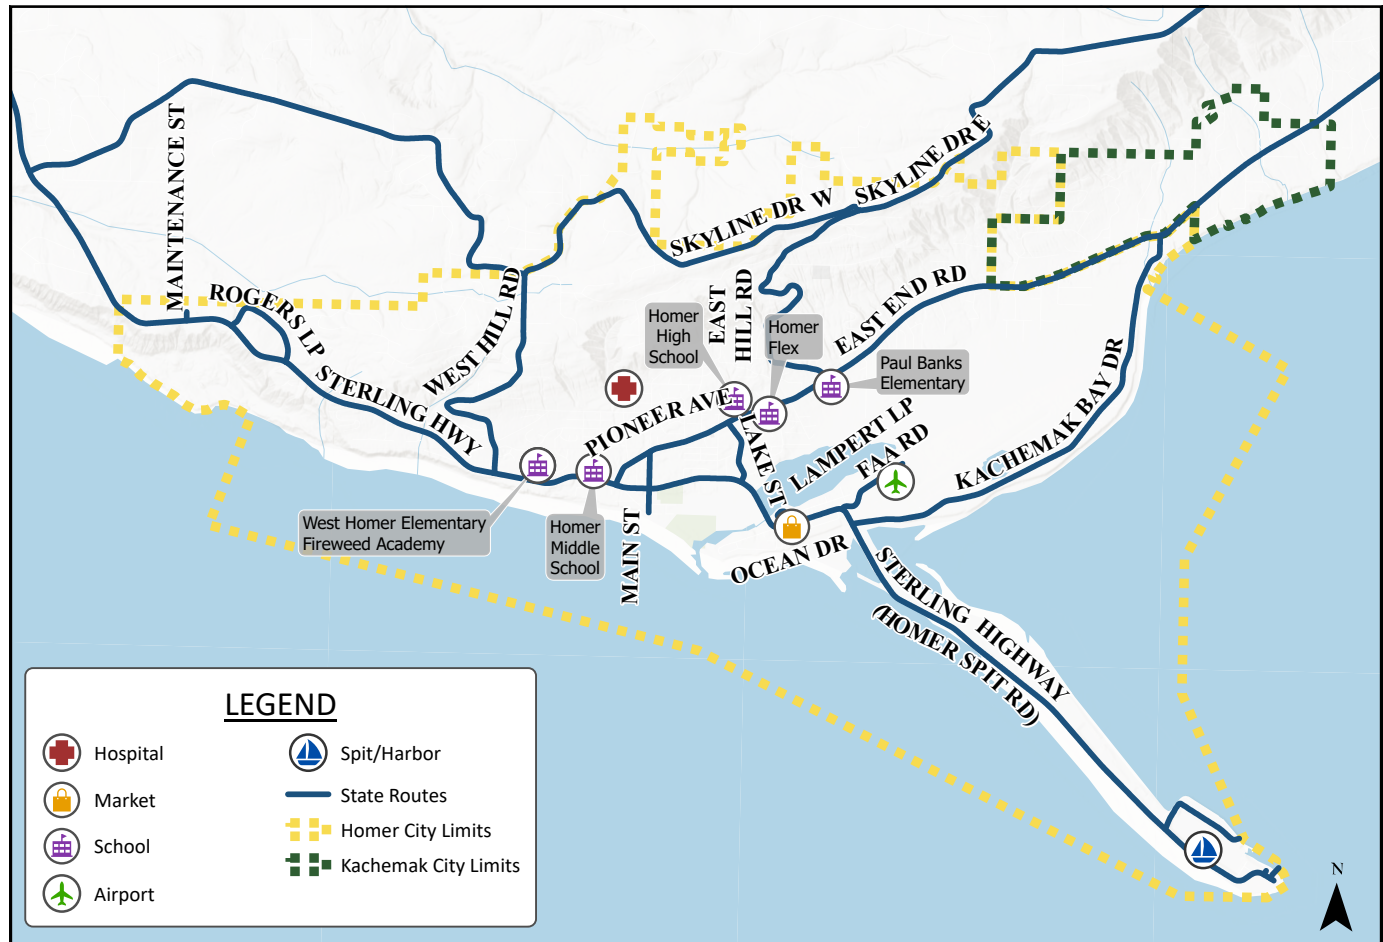 MAINTENANCE ST
ROGERS LP
STERLING HWY
WEST HILL RD
SKYLINE DR W
SKYLINE DR E
EAST
HILL RD
EAST END RD
Homer
High
School
Homer
Flex
Paul Banks
Elementary
PIONEER AVE
LAKE ST
LAMPERT LP
FAA RD
KACHEMAK BAY DR
West Homer Elementary
Fireweed Academy
Homer
Middle
School
MAIN ST
OCEAN DR
STERLING HIGHWAY
(HOMER SPIT RD)
LEGEND
Hospital
Market
School
Airport
Spit/Harbor
State Routes
Homer City Limits
Kachemak City Limits
N